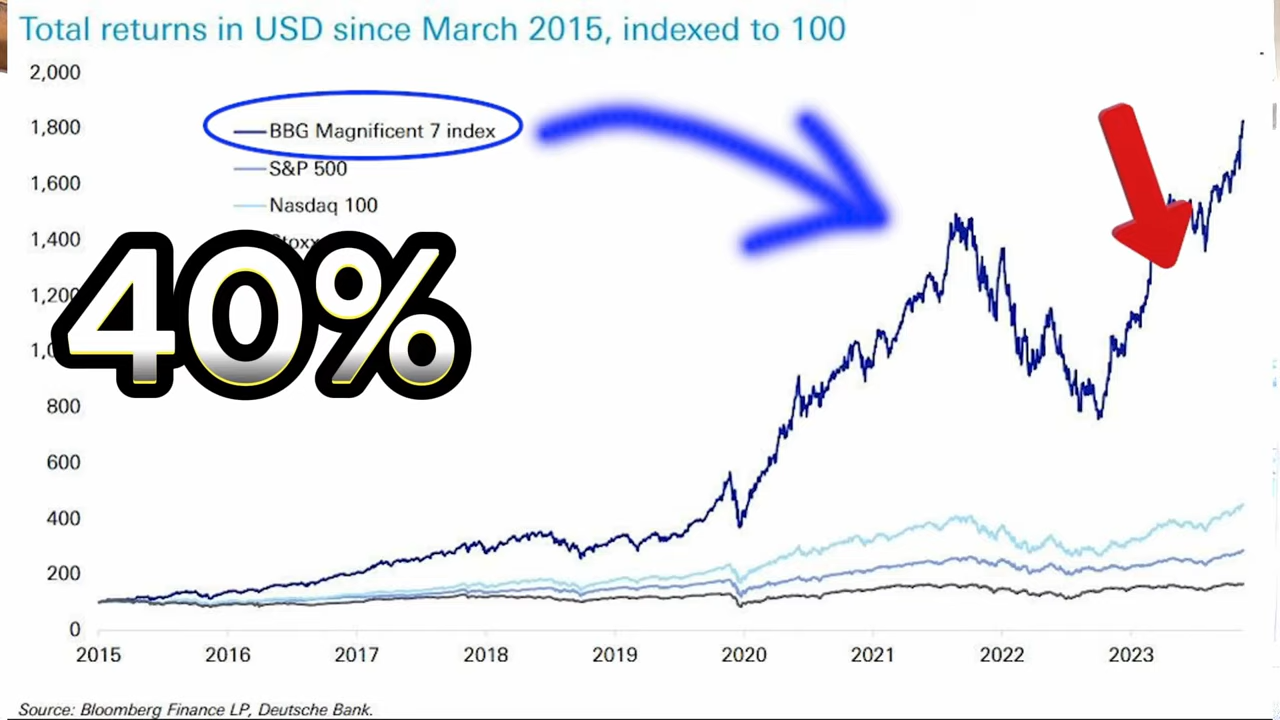 Total returns in USD since March 2015, indexed to 100
2,000
1,800
1,600
1,400
1,200
800
600
400
200
0
BBG Magnificent 7 index
S&P 500
Nasdaq 100
40%
2015 2016 2017 2018 2019 2020 2021 2022 2023
Source: Bloomberg Finance LP, Deutsche Bank.